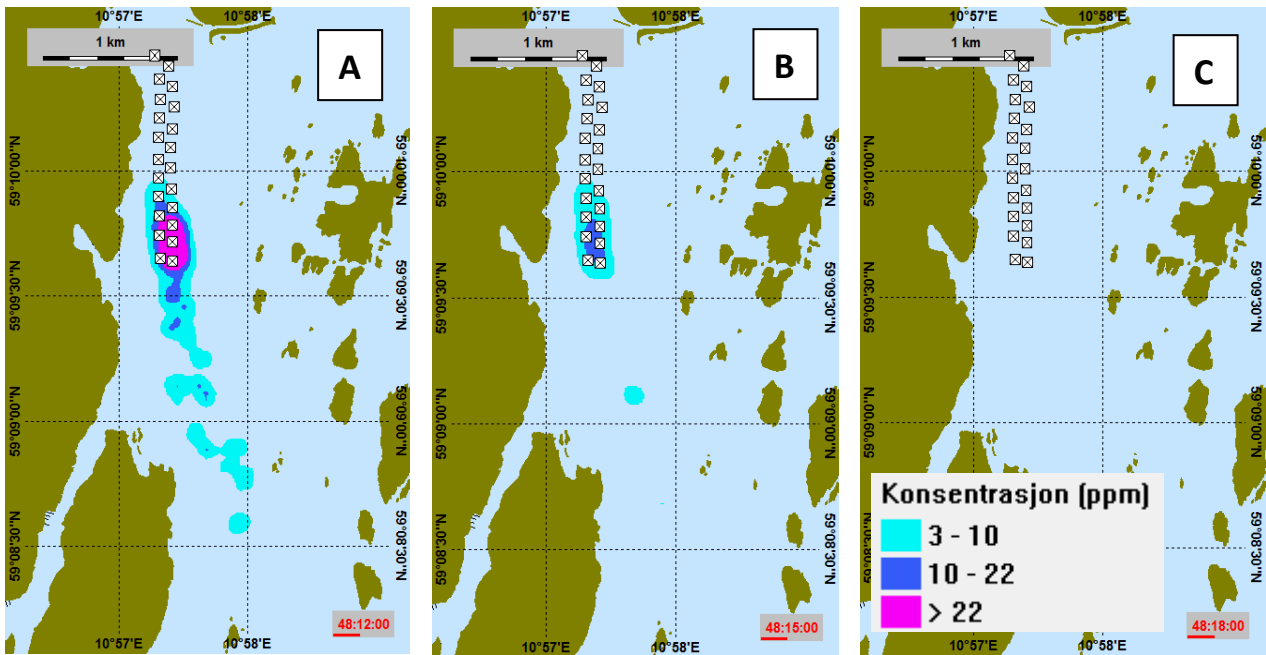 10°57'E 10°58'E
1 km
A
59°10'00''N 59°10'00''N
59°09'30''N 59°09'30''N
59°09'00''N 59°09'00''N
59°08'30''N 59°08'30''N
10°57'E 10°58'E
48:12:00
10°57'E 10°58'E
1 km
B
59°10'00''N 59°10'00''N
59°09'30''N 59°09'30''N
59°09'00''N 59°09'00''N
59°08'30''N 59°08'30''N
10°57'E 10°58'E
48:15:00
10°57'E 10°58'E
1 km
C
59°10'00''N 59°10'00''N
59°09'30''N 59°09'30''N
59°09'00''N 59°09'00''N
59°08'30''N 59°08'30''N
Konsentrasjon (ppm)
3 - 10
10 - 22
> 22
10°57'E 10°58'E
48:18:00